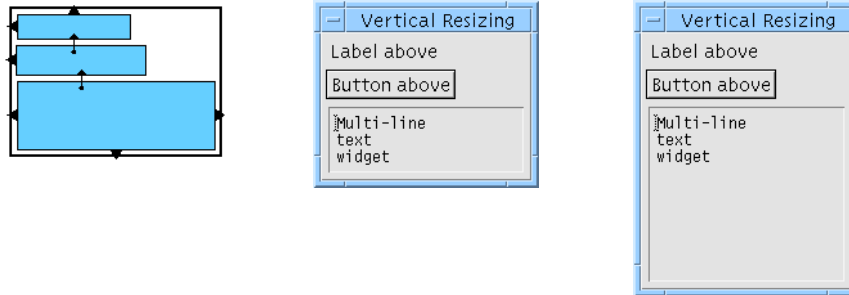 Vertical Resizing
Label above
Button above
Multi-line
text
widget
Vertical Resizing
Label above
Button above
Multi-line
text
widget